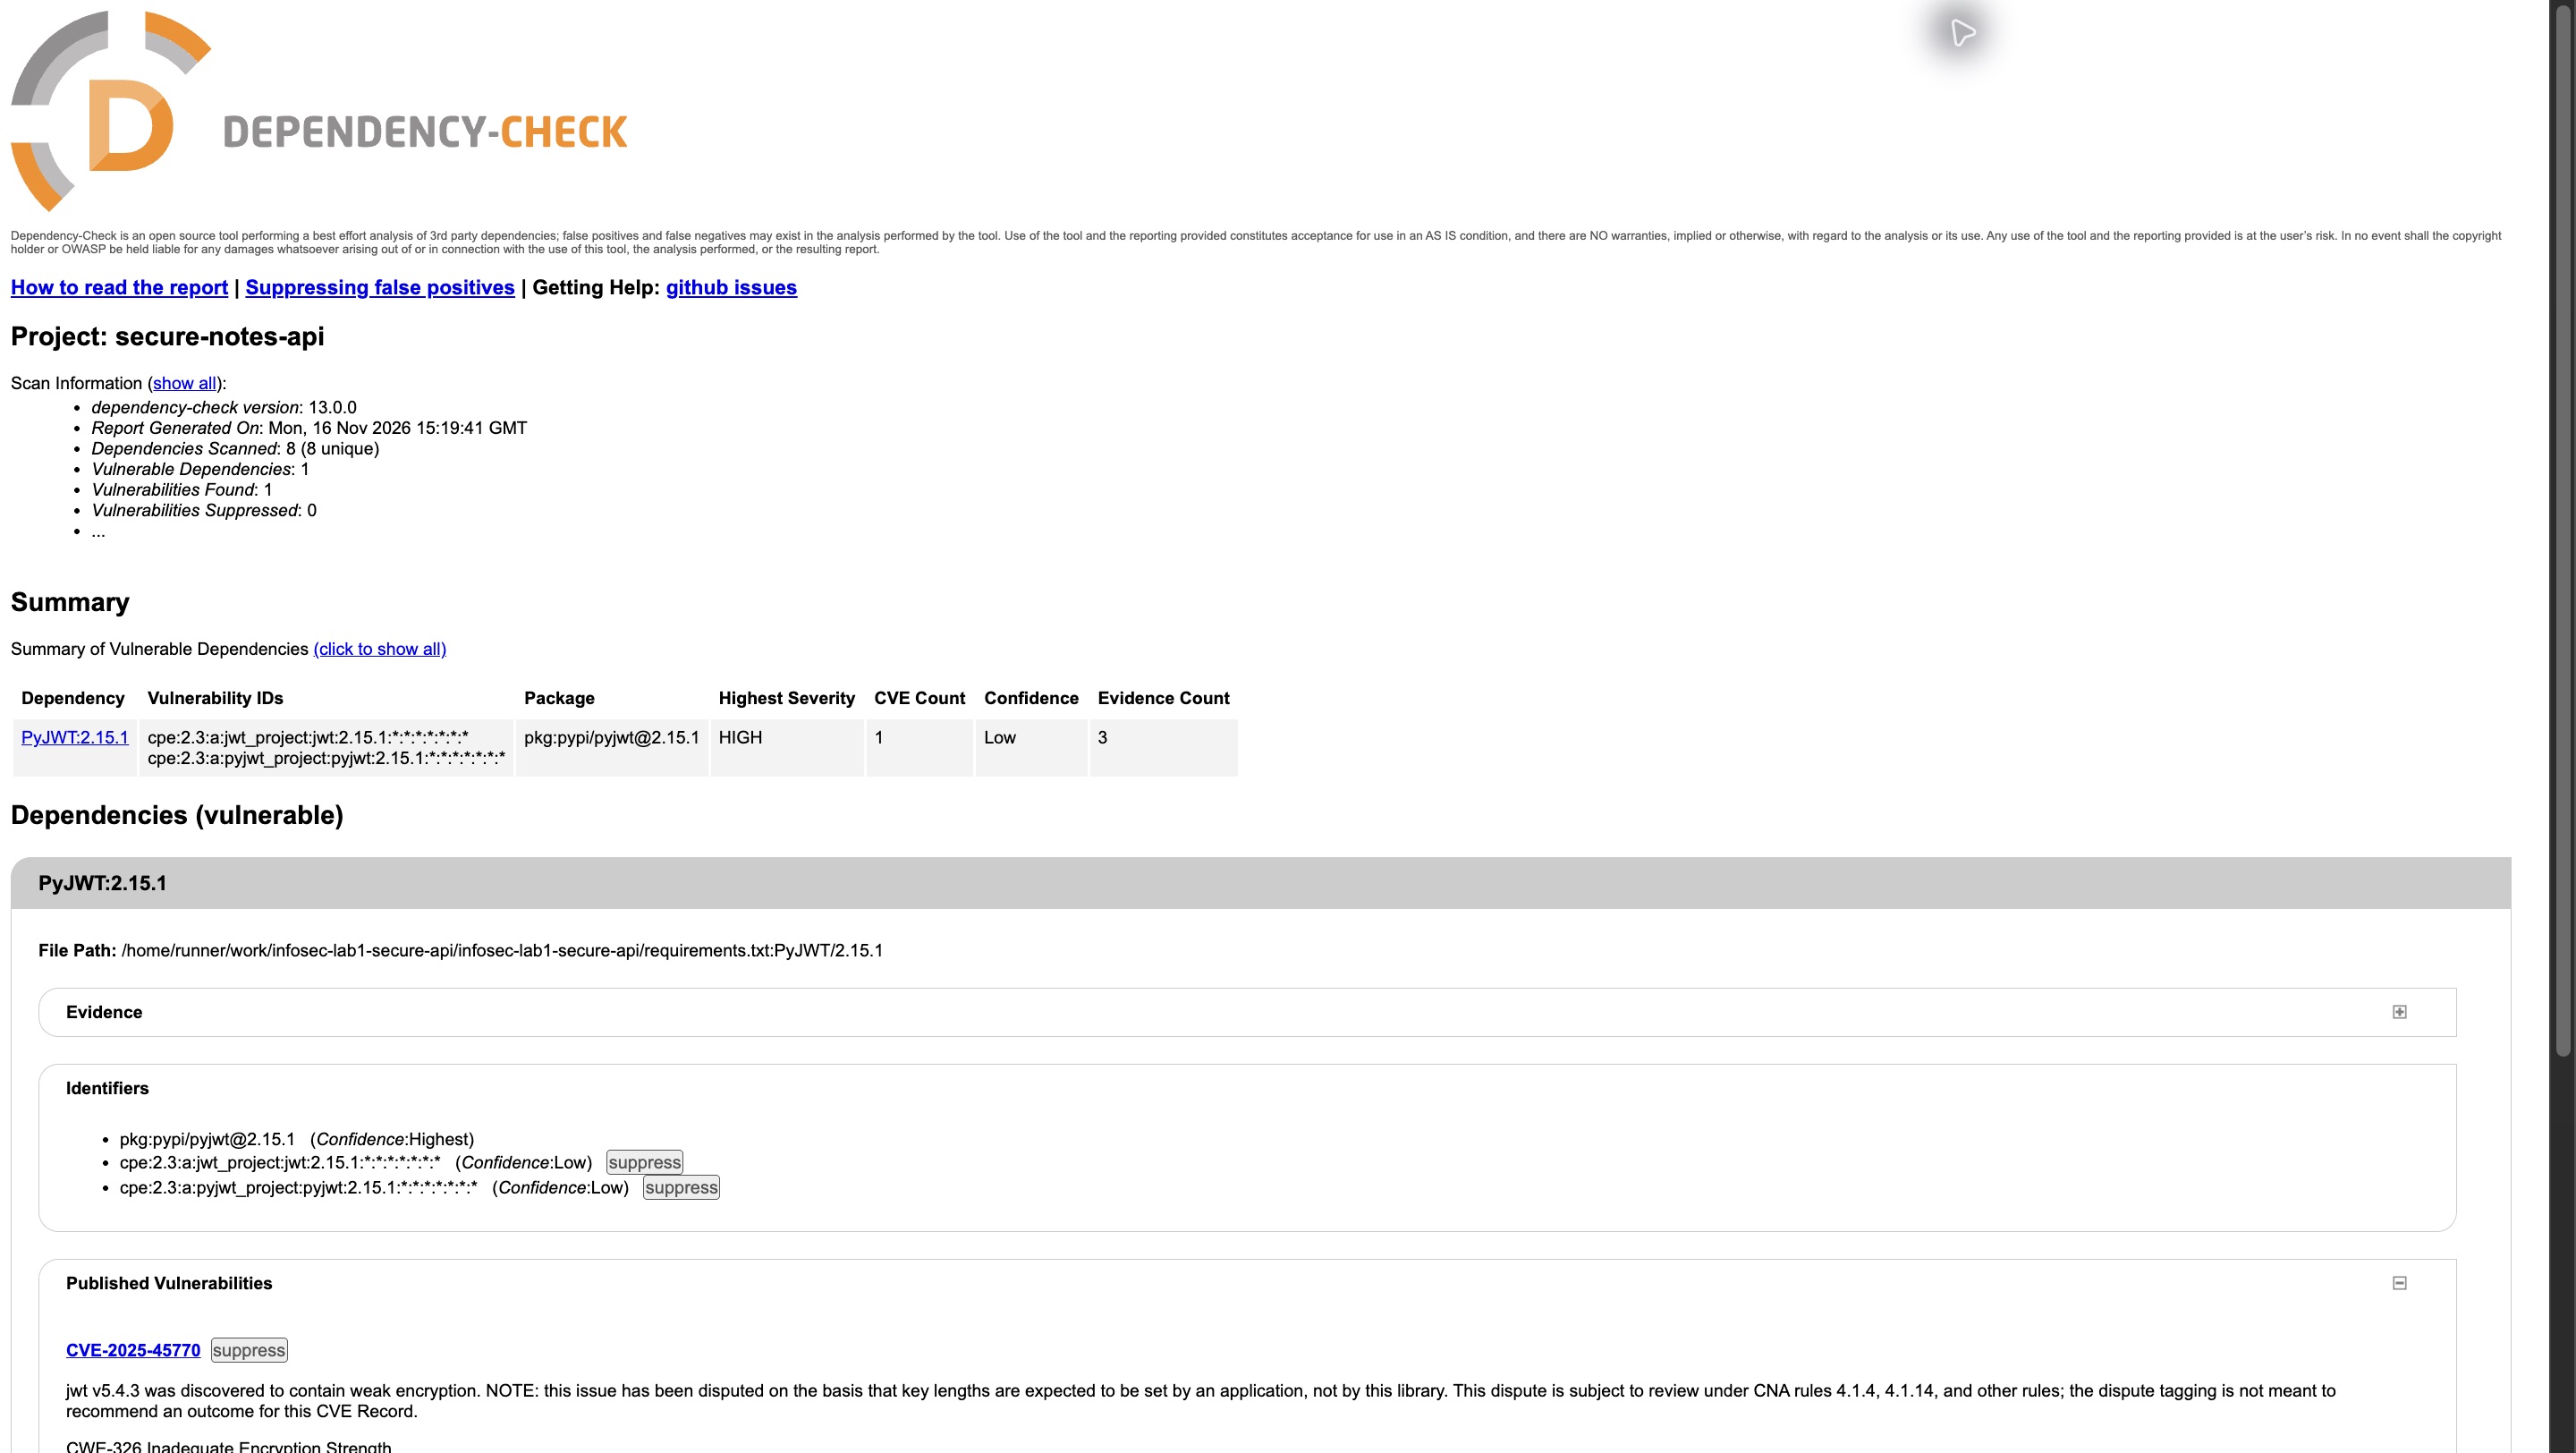 DEPENDENCY-CHECK
Dependency-Check is an open source tool performing a best effort analysis of 3rd party dependencies; false positives and false negatives may exist in the analysis performed by the tool. Use of the tool and the reporting provided constitutes acceptance for use in an AS IS condition, and there are NO warranties, implied or otherwise, with regard to the analysis or its use. Any use of the tool and the reporting provided is at the user's risk. In no event shall the copyright
holder or OWASP be held liable for any damages whatsoever arising out of or in connection with the use of this tool, the analysis performed, or the resulting report.
How to read the report | Suppressing false positives | Getting Help: github issues
Project: secure-notes-api
Scan Information (show all):
• dependency-check version: 13.0.0
• Report Generated On: Mon, 16 Nov 2026 15:19:41 GMT
• Dependencies Scanned: 8 (8 unique)
• Vulnerable Dependencies: 1
• Vulnerabilities Found: 1
• Vulnerabilities Suppressed: 0
• ...
Summary
Summary of Vulnerable Dependencies (click to show all)
Dependency Vulnerability IDs Package Highest Severity CVE Count Confidence Evidence Count
PyJWT:2.15.1 cpe:2.3:a:jwt_project:jwt:2.15.1:*:*:*:*:*:*:* pkg:pypi/pyjwt@2.15.1 HIGH 1 Low 3
cpe:2.3:a:pyjwt_project:pyjwt:2.15.1:*:*:*:*:*:*:*
Dependencies (vulnerable)
PyJWT:2.15.1
File Path: /home/runner/work/infosec-lab1-secure-api/infosec-lab1-secure-api/requirements.txt:PyJWT/2.15.1
Evidence
Identifiers
• pkg:pypi/pyjwt@2.15.1 (Confidence:Highest)
• cpe:2.3:a:jwt_project:jwt:2.15.1:*:*:*:*:*:*:* (Confidence:Low) suppress
• cpe:2.3:a:pyjwt_project:pyjwt:2.15.1:*:*:*:*:*:*:* (Confidence:Low) suppress
Published Vulnerabilities
CVE-2025-45770 suppress
jwt v5.4.3 was discovered to contain weak encryption. NOTE: this issue has been disputed on the basis that key lengths are expected to be set by an application, not by this library. This dispute is subject to review under CNA rules 4.1.4, 4.1.14, and other rules; the dispute tagging is not meant to
recommend an outcome for this CVE Record.
CWE-326 Inadequate Encryption Strength